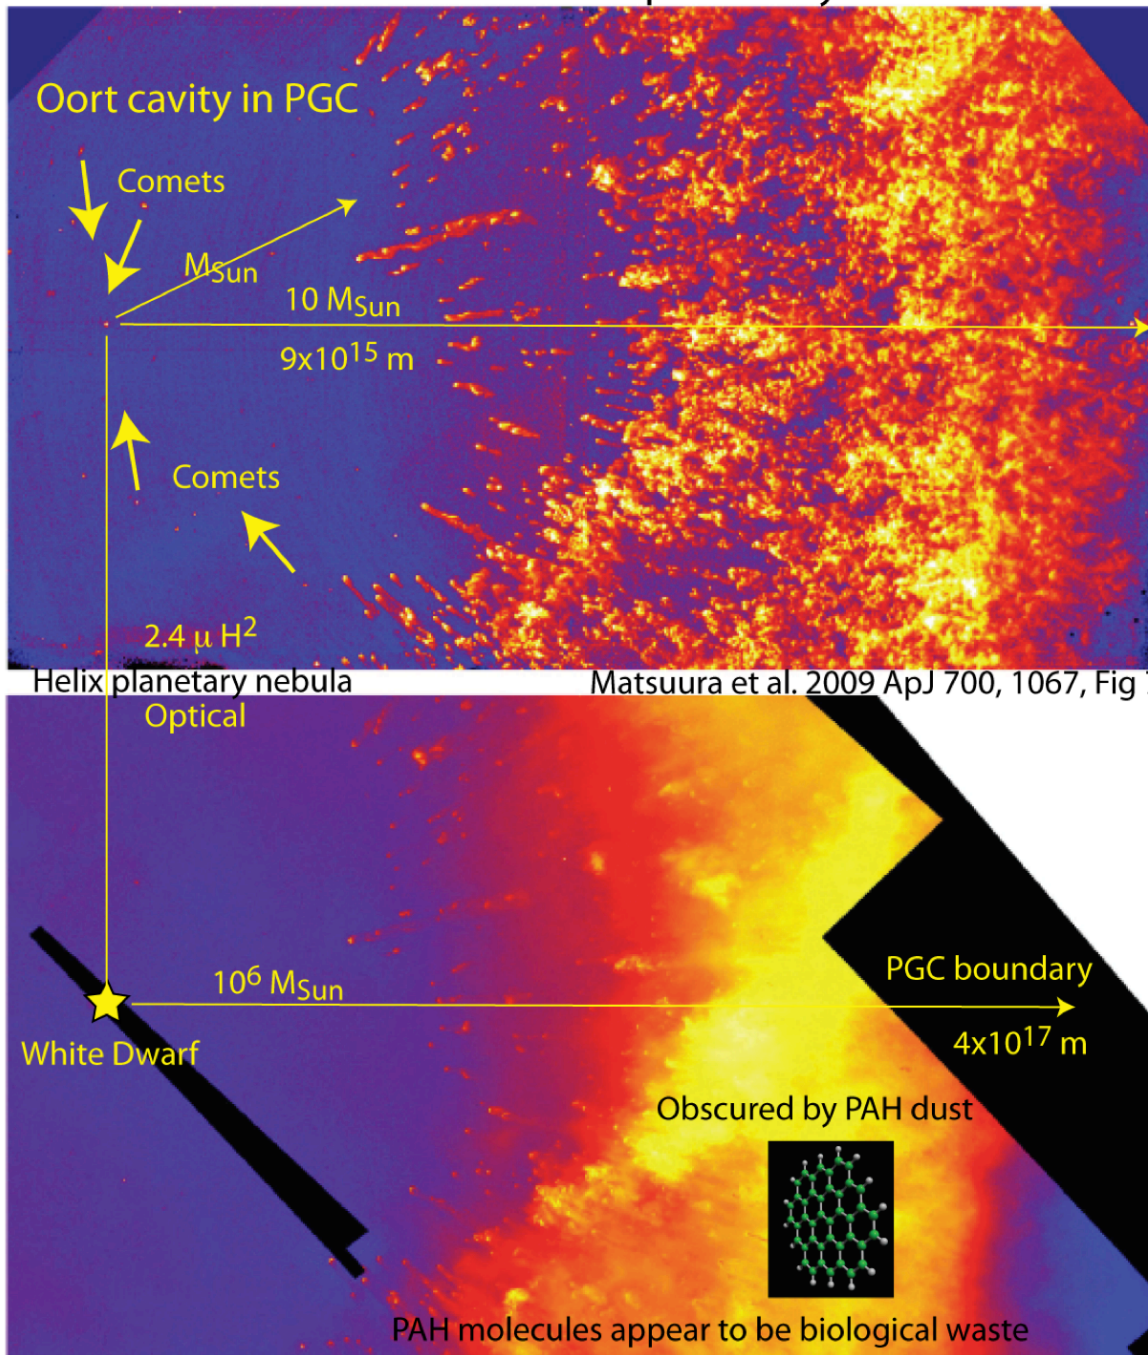 Oort cavity in PGC
Comets
MSun
10 MSun
9x10^15 m
Comets
2.4 μ H^2
Helix planetary nebula
Matsuura et al. 2009 ApJ 700, 1067, Fig
Optical
10^6 MSun
PGC boundary
White Dwarf
4x10^17 m
Obscured by PAH dust
PAH molecules appear to be biological waste